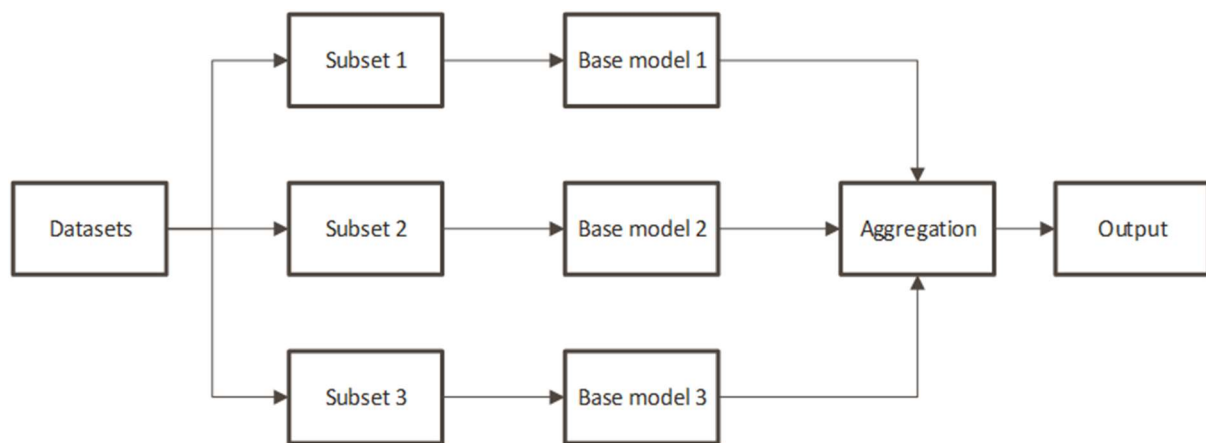 Subset 1
Base model 1
Datasets
Subset 2
Base model 2
Aggregation
Output
Subset 3
Base model 3